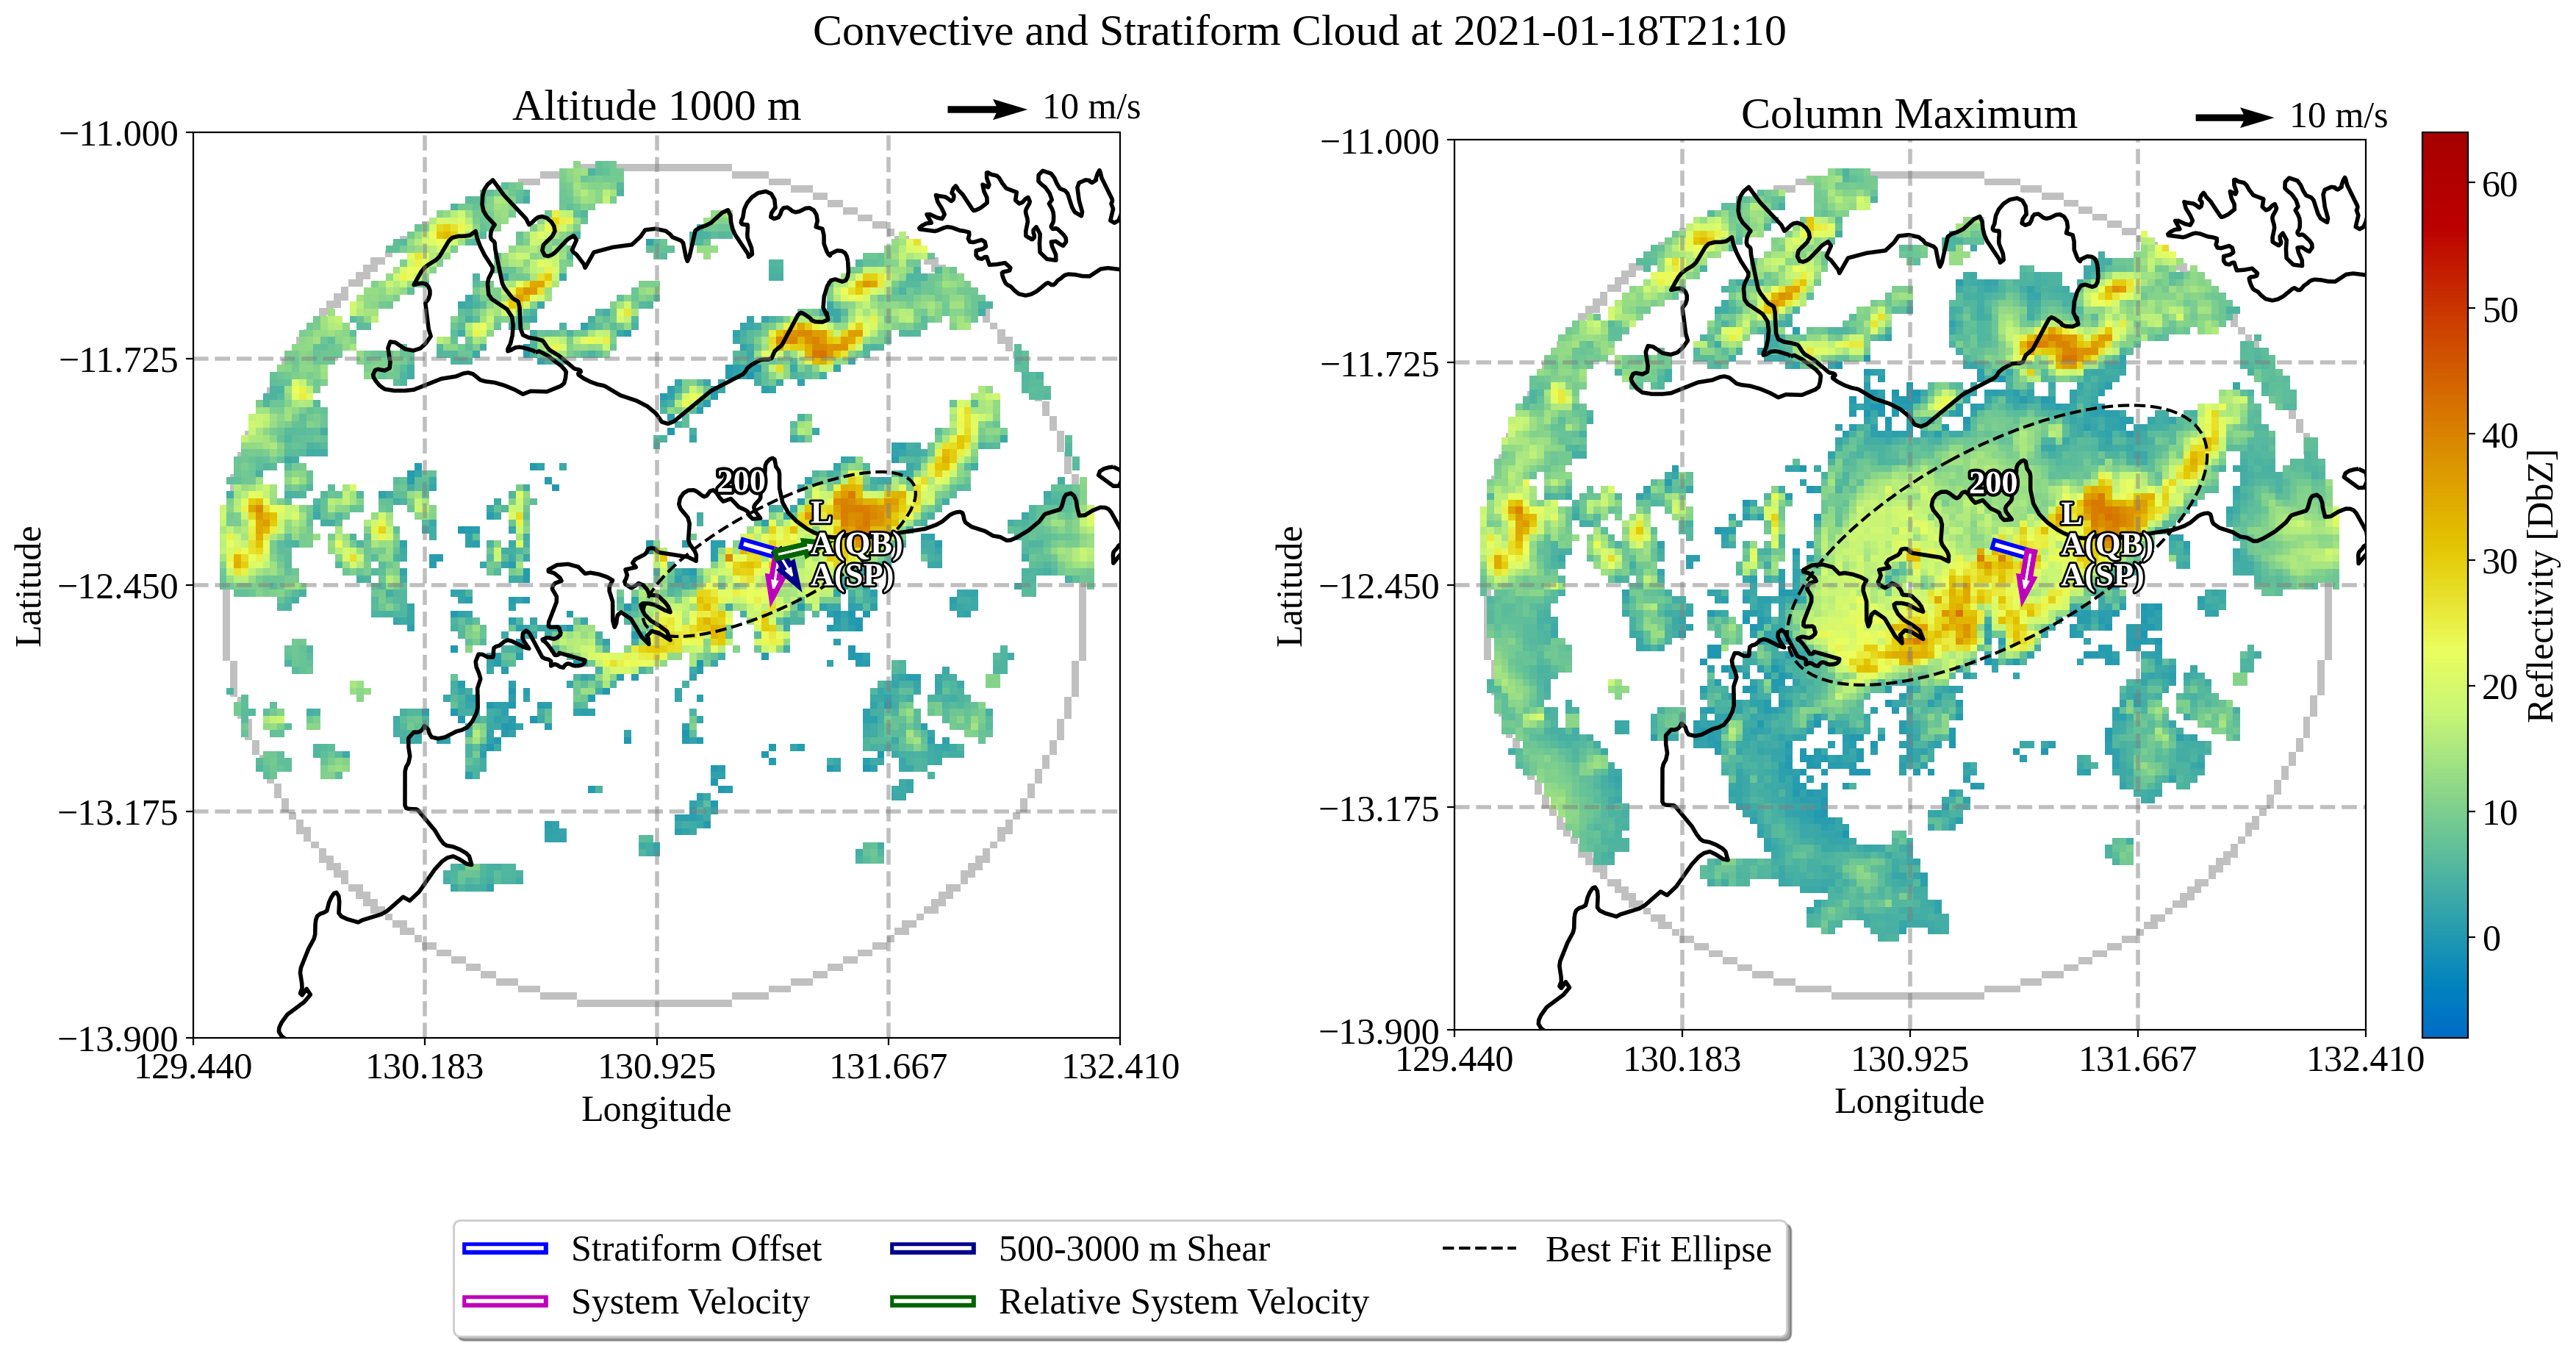 Convective and Stratiform Cloud at 2021-01-18T21:10
Altitude 1000 m
10 m/s
−11.000
−11.725
−12.450
−13.175
−13.900
Latitude
129.440
130.183
130.925
131.667
132.410
Longitude
200
L
A(QB)
A(SP)
Column Maximum
10 m/s
−11.000
−11.725
−12.450
−13.175
−13.900
Latitude
129.440
130.183
130.925
131.667
132.410
Longitude
200
L
A(QB)
A(SP)
60
50
40
30
20
10
0
Reflectivity [DbZ]
Stratiform Offset
System Velocity
500-3000 m Shear
Relative System Velocity
Best Fit Ellipse